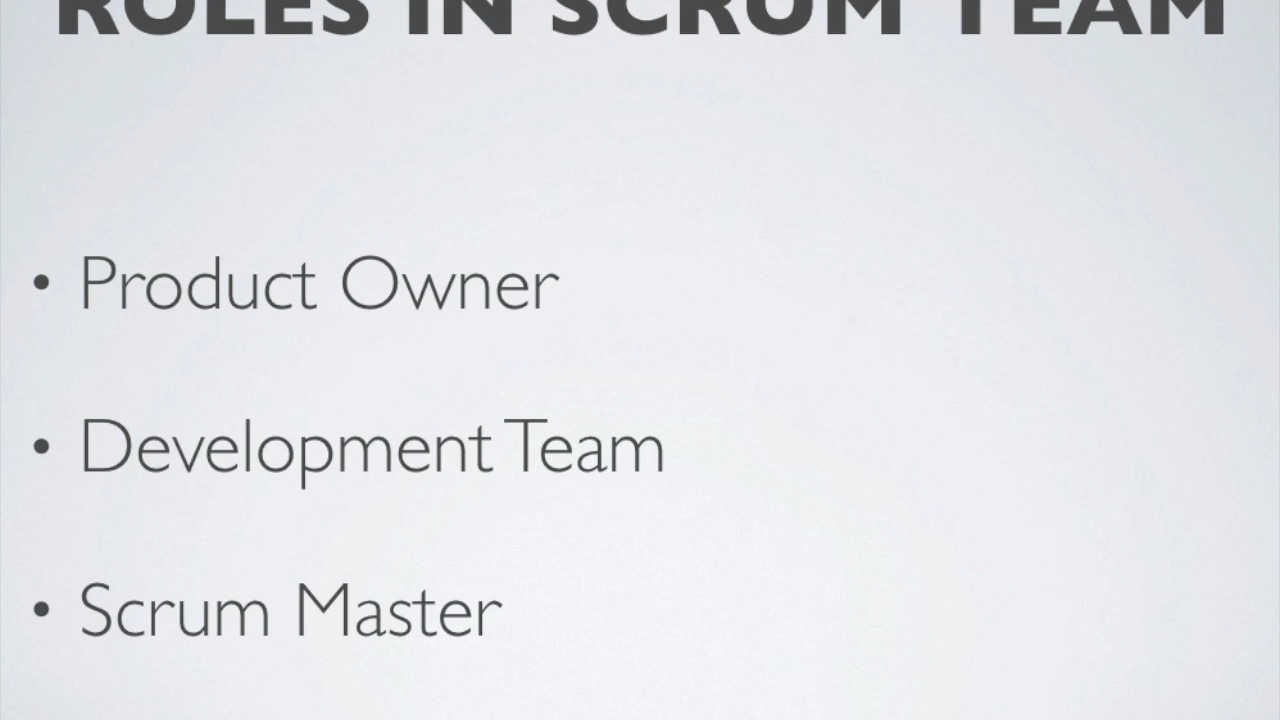 ROLES IN SCRUM TEAM
• Product Owner
• Development Team
• Scrum Master